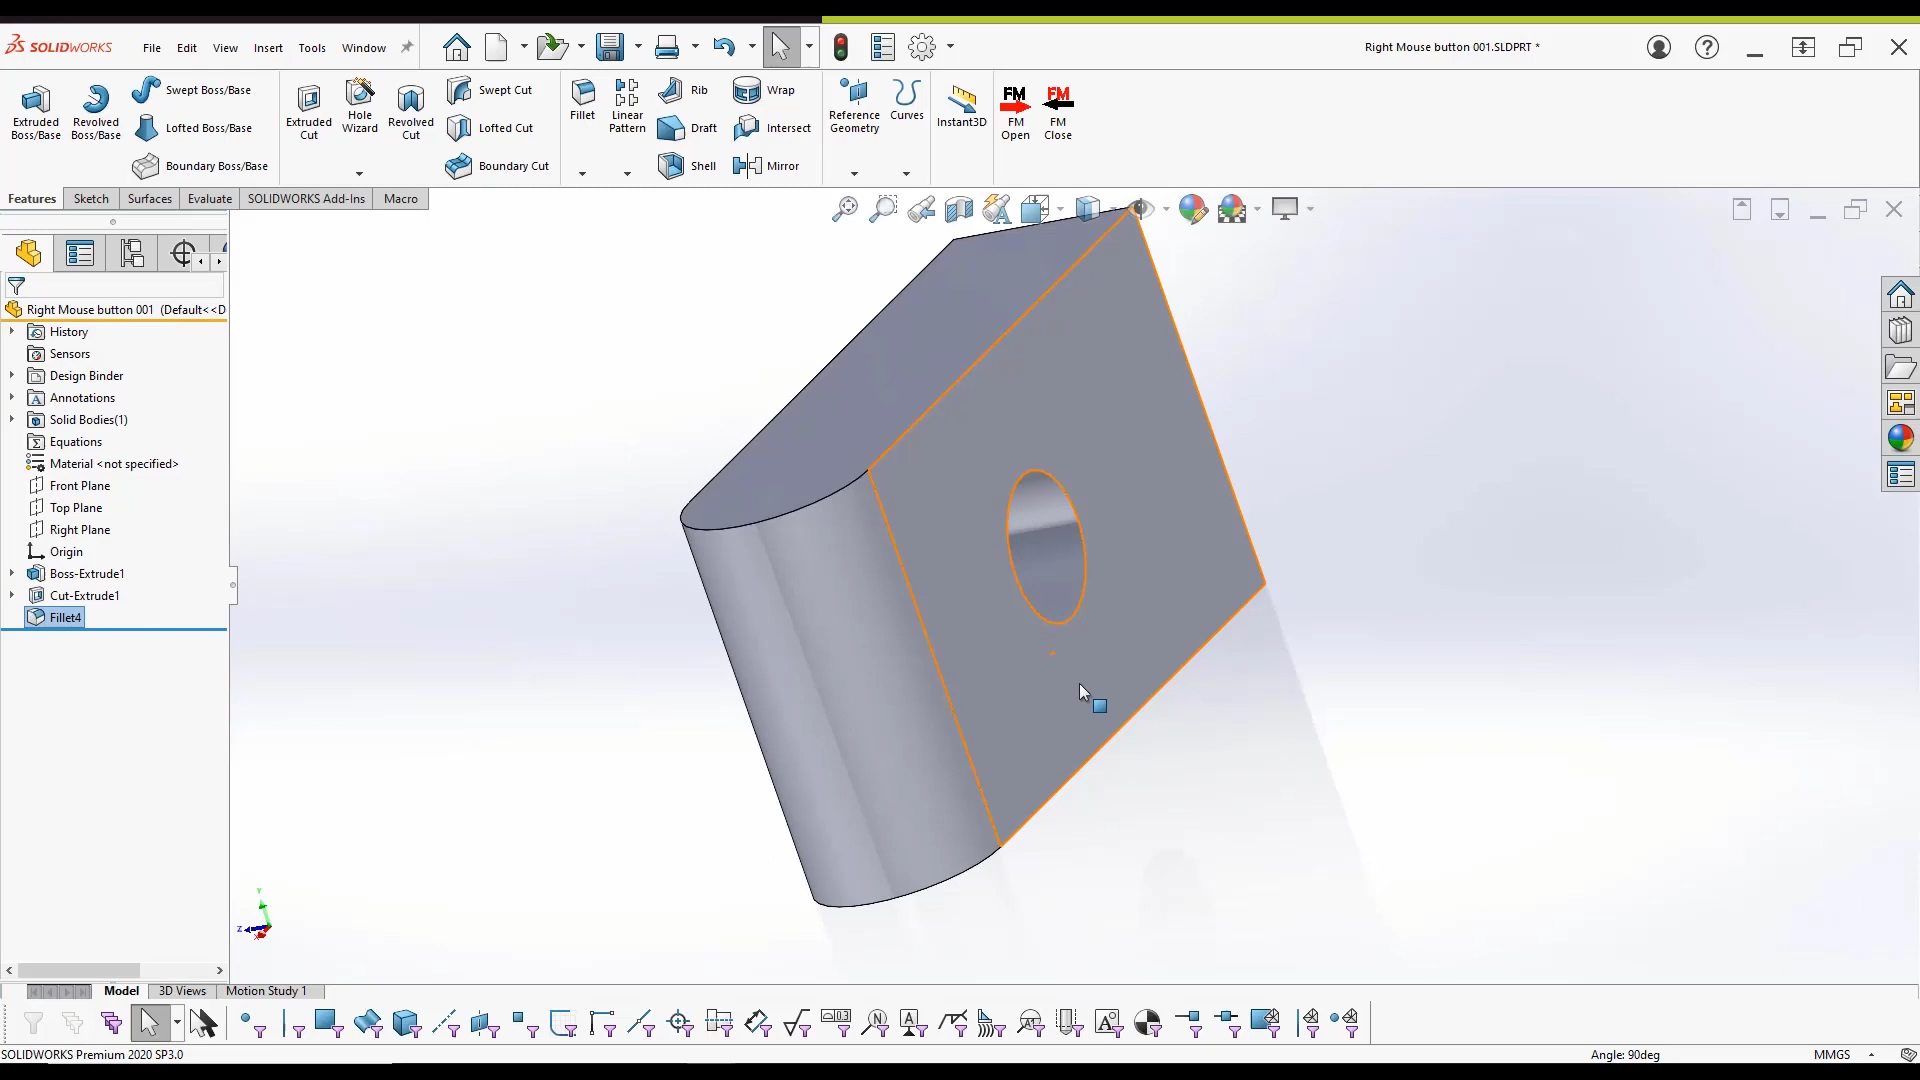 SOLIDWORKS
File Edit View Insert Tools Window
Right Mouse button 001.SLDPRT *
Extruded Boss/Base
Revolved Boss/Base
Swept Boss/Base
Lofted Boss/Base
Boundary Boss/Base
Extruded Cut
Hole Wizard
Revolved Cut
Swept Cut
Lofted Cut
Boundary Cut
Fillet
Linear Pattern
Rib
Draft
Shell
Wrap
Intersect
Mirror
Reference Geometry
Curves
Instant3D
FM
FM Open
FM
FM Close
Features Sketch Surfaces Evaluate SOLIDWORKS Add-Ins Macro
Right Mouse button 001 (Default<<D
History
Sensors
Design Binder
Annotations
Solid Bodies(1)
Equations
Material <not specified>
Front Plane
Top Plane
Right Plane
Origin
Boss-Extrude1
Cut-Extrude1
Fillet4
Y
Z
X
Model 3D Views Motion Study 1
SOLIDWORKS Premium 2020 SP3.0
Angle: 90deg
MMGS